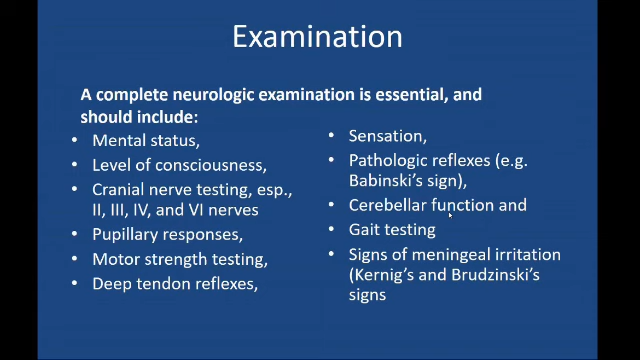 Examination
A complete neurologic examination is essential, and
should include:
• Mental status,
• Level of consciousness,
• Cranial nerve testing, esp.,
II, III, IV, and VI nerves
• Pupillary responses,
• Motor strength testing,
• Deep tendon reflexes,
• Sensation,
• Pathologic reflexes (e.g.
Babinski's sign),
• Cerebellar function and
• Gait testing
• Signs of meningeal irritation
(Kernig's and Brudzinski's
signs